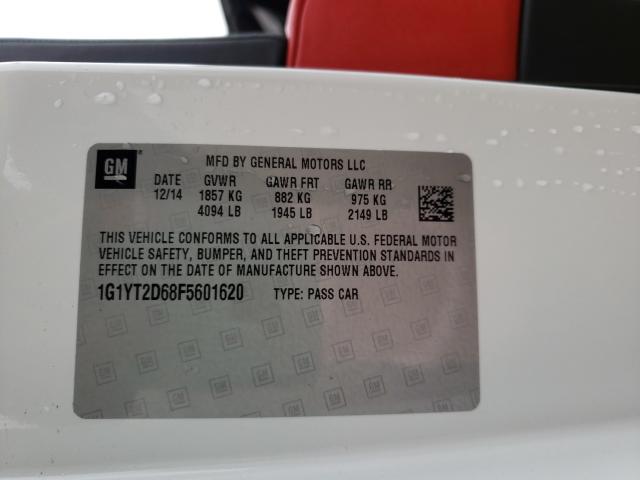 GM
MFD BY GENERAL MOTORS LLC
DATE GVWR GAWR FRT GAWR RR
12/14 1857 KG 882 KG 975 KG
4094 LB 1945 LB 2149 LB
THIS VEHICLE CONFORMS TO ALL APPLICABLE U.S. FEDERAL MOTOR
VEHICLE SAFETY, BUMPER, AND THEFT PREVENTION STANDARDS IN
EFFECT ON THE DATE OF MANUFACTURE SHOWN ABOVE.
1G1YT2D68F5601620 TYPE: PASS CAR